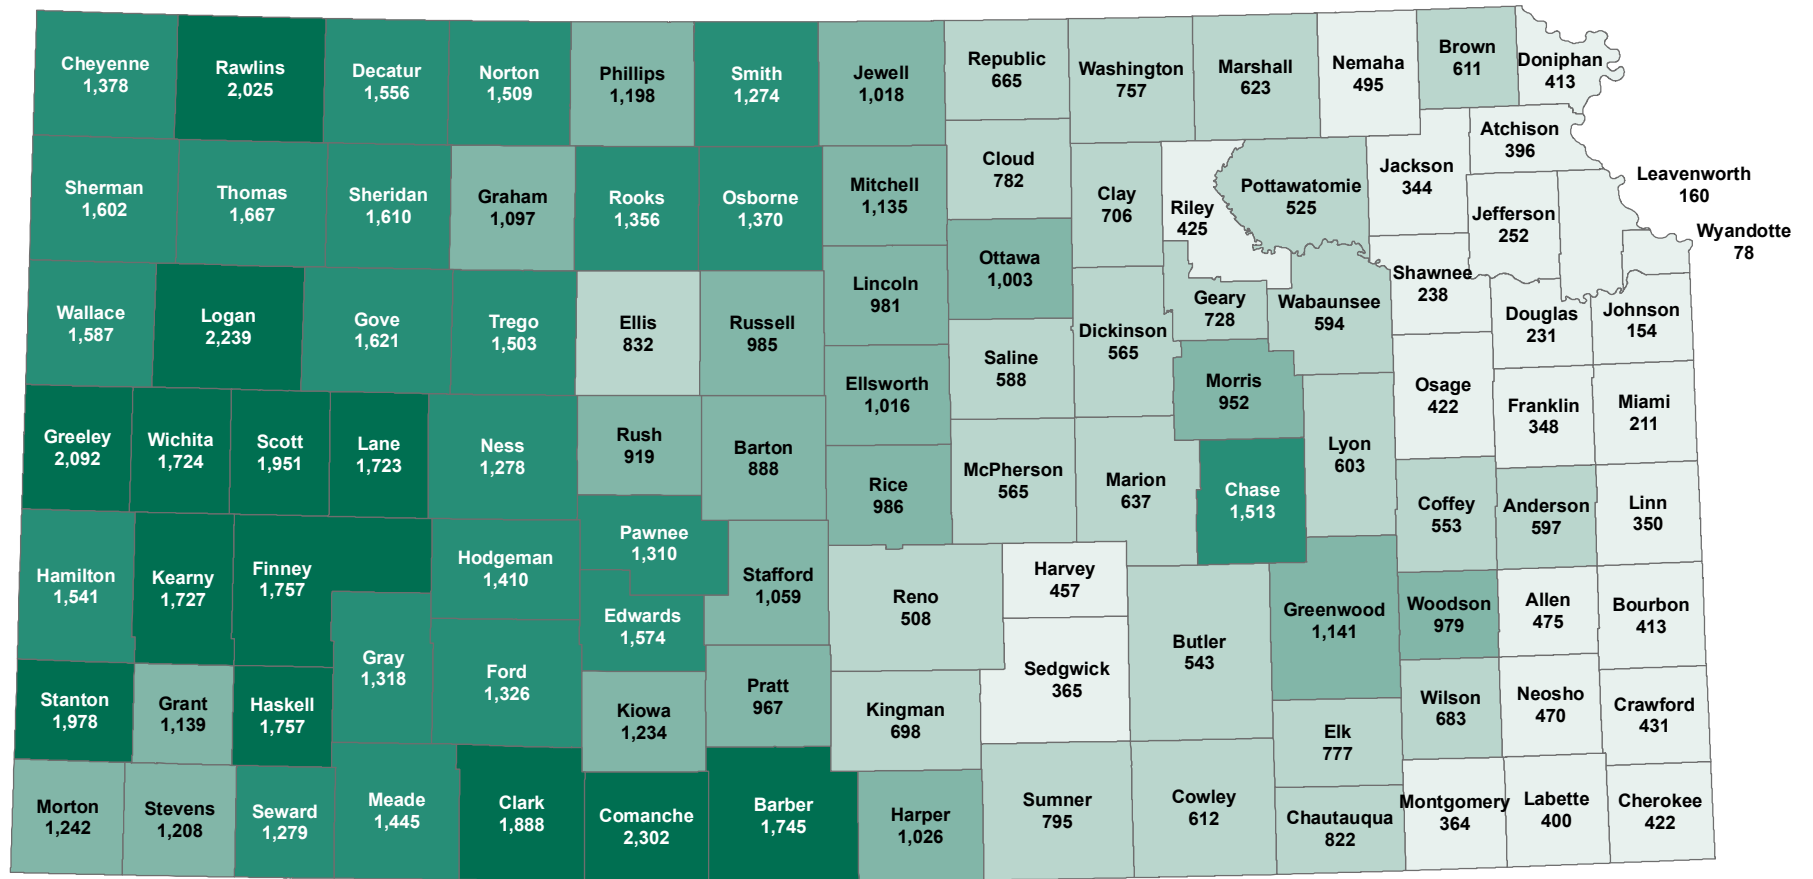 Cheyenne
1,378
Rawlins
2,025
Decatur
1,556
Norton
1,509
Phillips
1,198
Smith
1,274
Jewell
1,018
Republic
665
Washington
757
Marshall
623
Nemaha
495
Brown
611
Doniphan
413
Atchison
396
Sherman
1,602
Thomas
1,667
Sheridan
1,610
Graham
1,097
Rooks
1,356
Osborne
1,370
Mitchell
1,135
Cloud
782
Clay
706
Riley
425
Pottawatomie
525
Jackson
344
Jefferson
252
Leavenworth
160
Wyandotte
78
Wallace
1,587
Logan
2,239
Gove
1,621
Trego
1,503
Ellis
832
Russell
985
Lincoln
981
Ottawa
1,003
Saline
588
Dickinson
565
Geary
728
Wabaunsee
594
Shawnee
238
Douglas
231
Johnson
154
Greeley
2,092
Wichita
1,724
Scott
1,951
Lane
1,723
Ness
1,278
Rush
919
Barton
888
Ellsworth
1,016
Rice
986
McPherson
565
Marion
637
Morris
952
Chase
1,513
Lyon
603
Osage
422
Franklin
348
Miami
211
Coffey
553
Anderson
597
Linn
350
Hamilton
1,541
Kearny
1,727
Finney
1,757
Hodgeman
1,410
Pawnee
1,310
Edwards
1,574
Stafford
1,059
Reno
508
Harvey
457
Sedgwick
365
Butler
543
Greenwood
1,141
Woodson
979
Allen
475
Bourbon
413
Stanton
1,978
Grant
1,139
Haskell
1,757
Gray
1,318
Ford
1,326
Kiowa
1,234
Pratt
967
Kingman
698
Elk
777
Wilson
683
Neosho
470
Crawford
431
Morton
1,242
Stevens
1,208
Seward
1,279
Meade
1,445
Clark
1,888
Comanche
2,302
Barber
1,745
Harper
1,026
Sumner
795
Cowley
612
Chautauqua
822
Montgomery
364
Labette
400
Cherokee
422